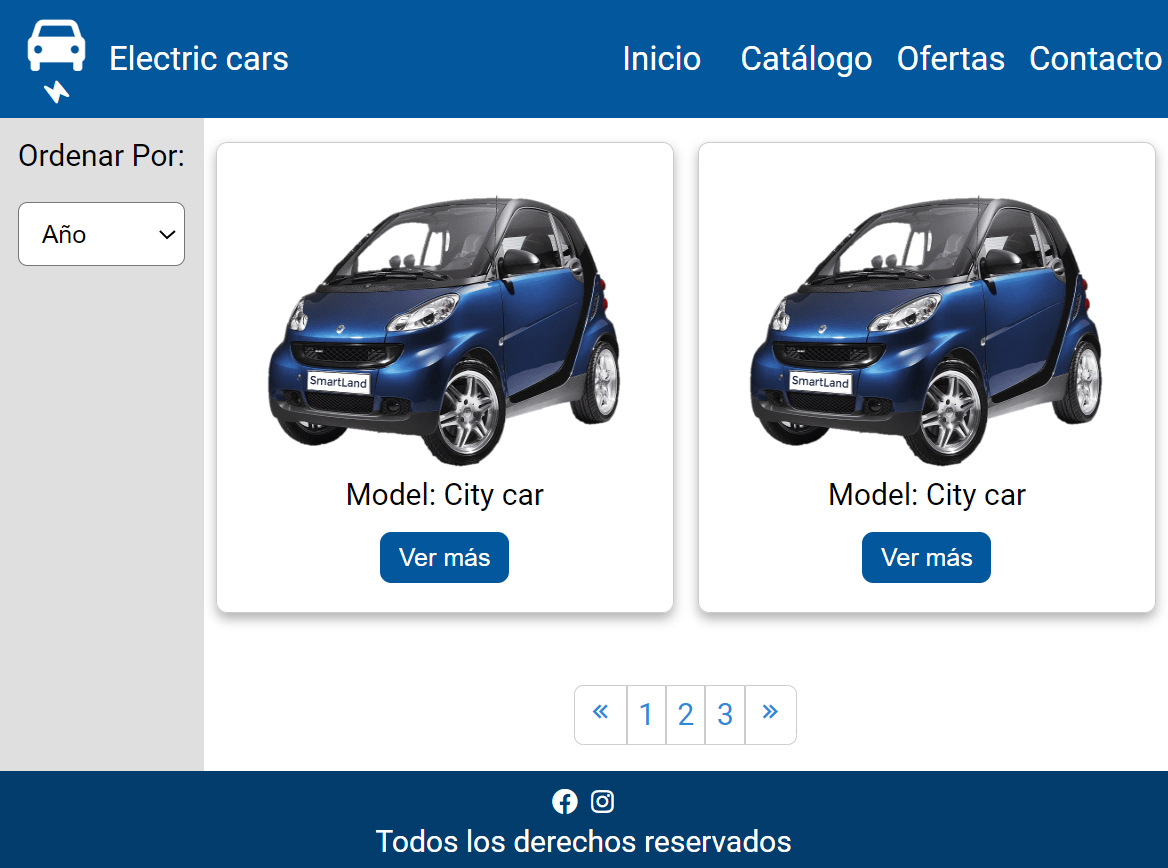 Electric cars
Inicio Catálogo Ofertas Contacto
Ordenar Por:
Año
SmartLand
SmartLand
Model: City car
Model: City car
Ver más
Ver más
« 1 2 3 »
Todos los derechos reservados